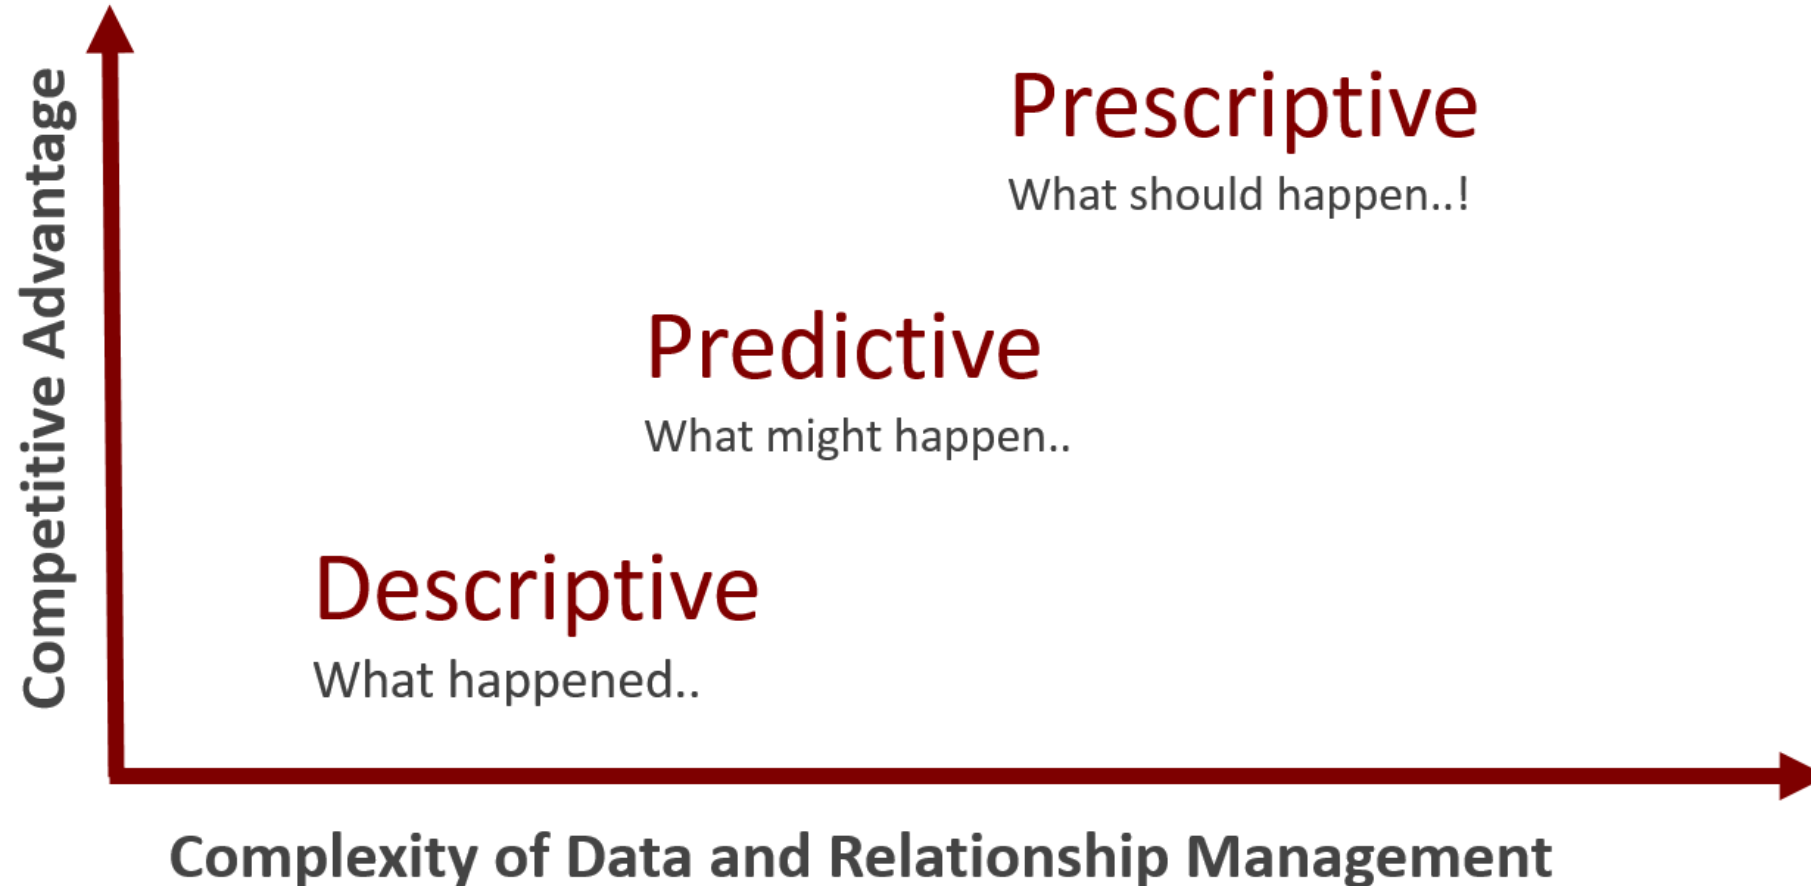 Competitive Advantage
Prescriptive
What should happen..!
Predictive
What might happen..
Descriptive
What happened..
Complexity of Data and Relationship Management